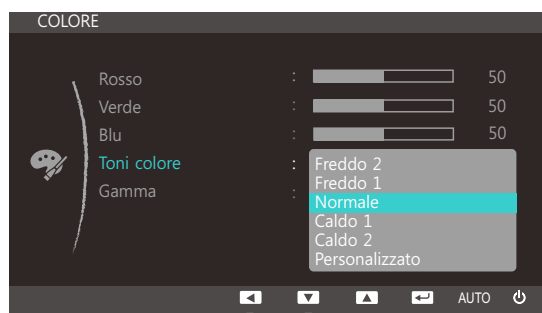 COLORE
Rosso : 50
Verde : 50
Blu : 50
Toni colore : Freddo 2
Freddo 1
Gamma :
Normale
Caldo 1
Caldo 2
Personalizzato
AUTO